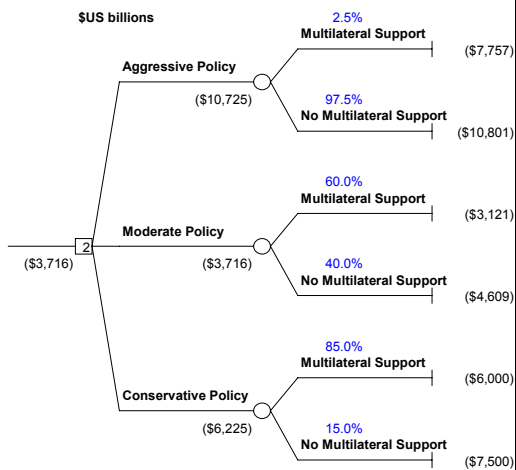 $US billions
2.5%
Multilateral Support
($7,757)
Aggressive Policy
($10,725)
97.5%
No Multilateral Support
($10,801)
60.0%
Multilateral Support
($3,121)
Moderate Policy
2
($3,716)
($3,716)
40.0%
No Multilateral Support
($4,609)
85.0%
Multilateral Support
($6,000)
Conservative Policy
($6,225)
15.0%
No Multilateral Support
($7,500)